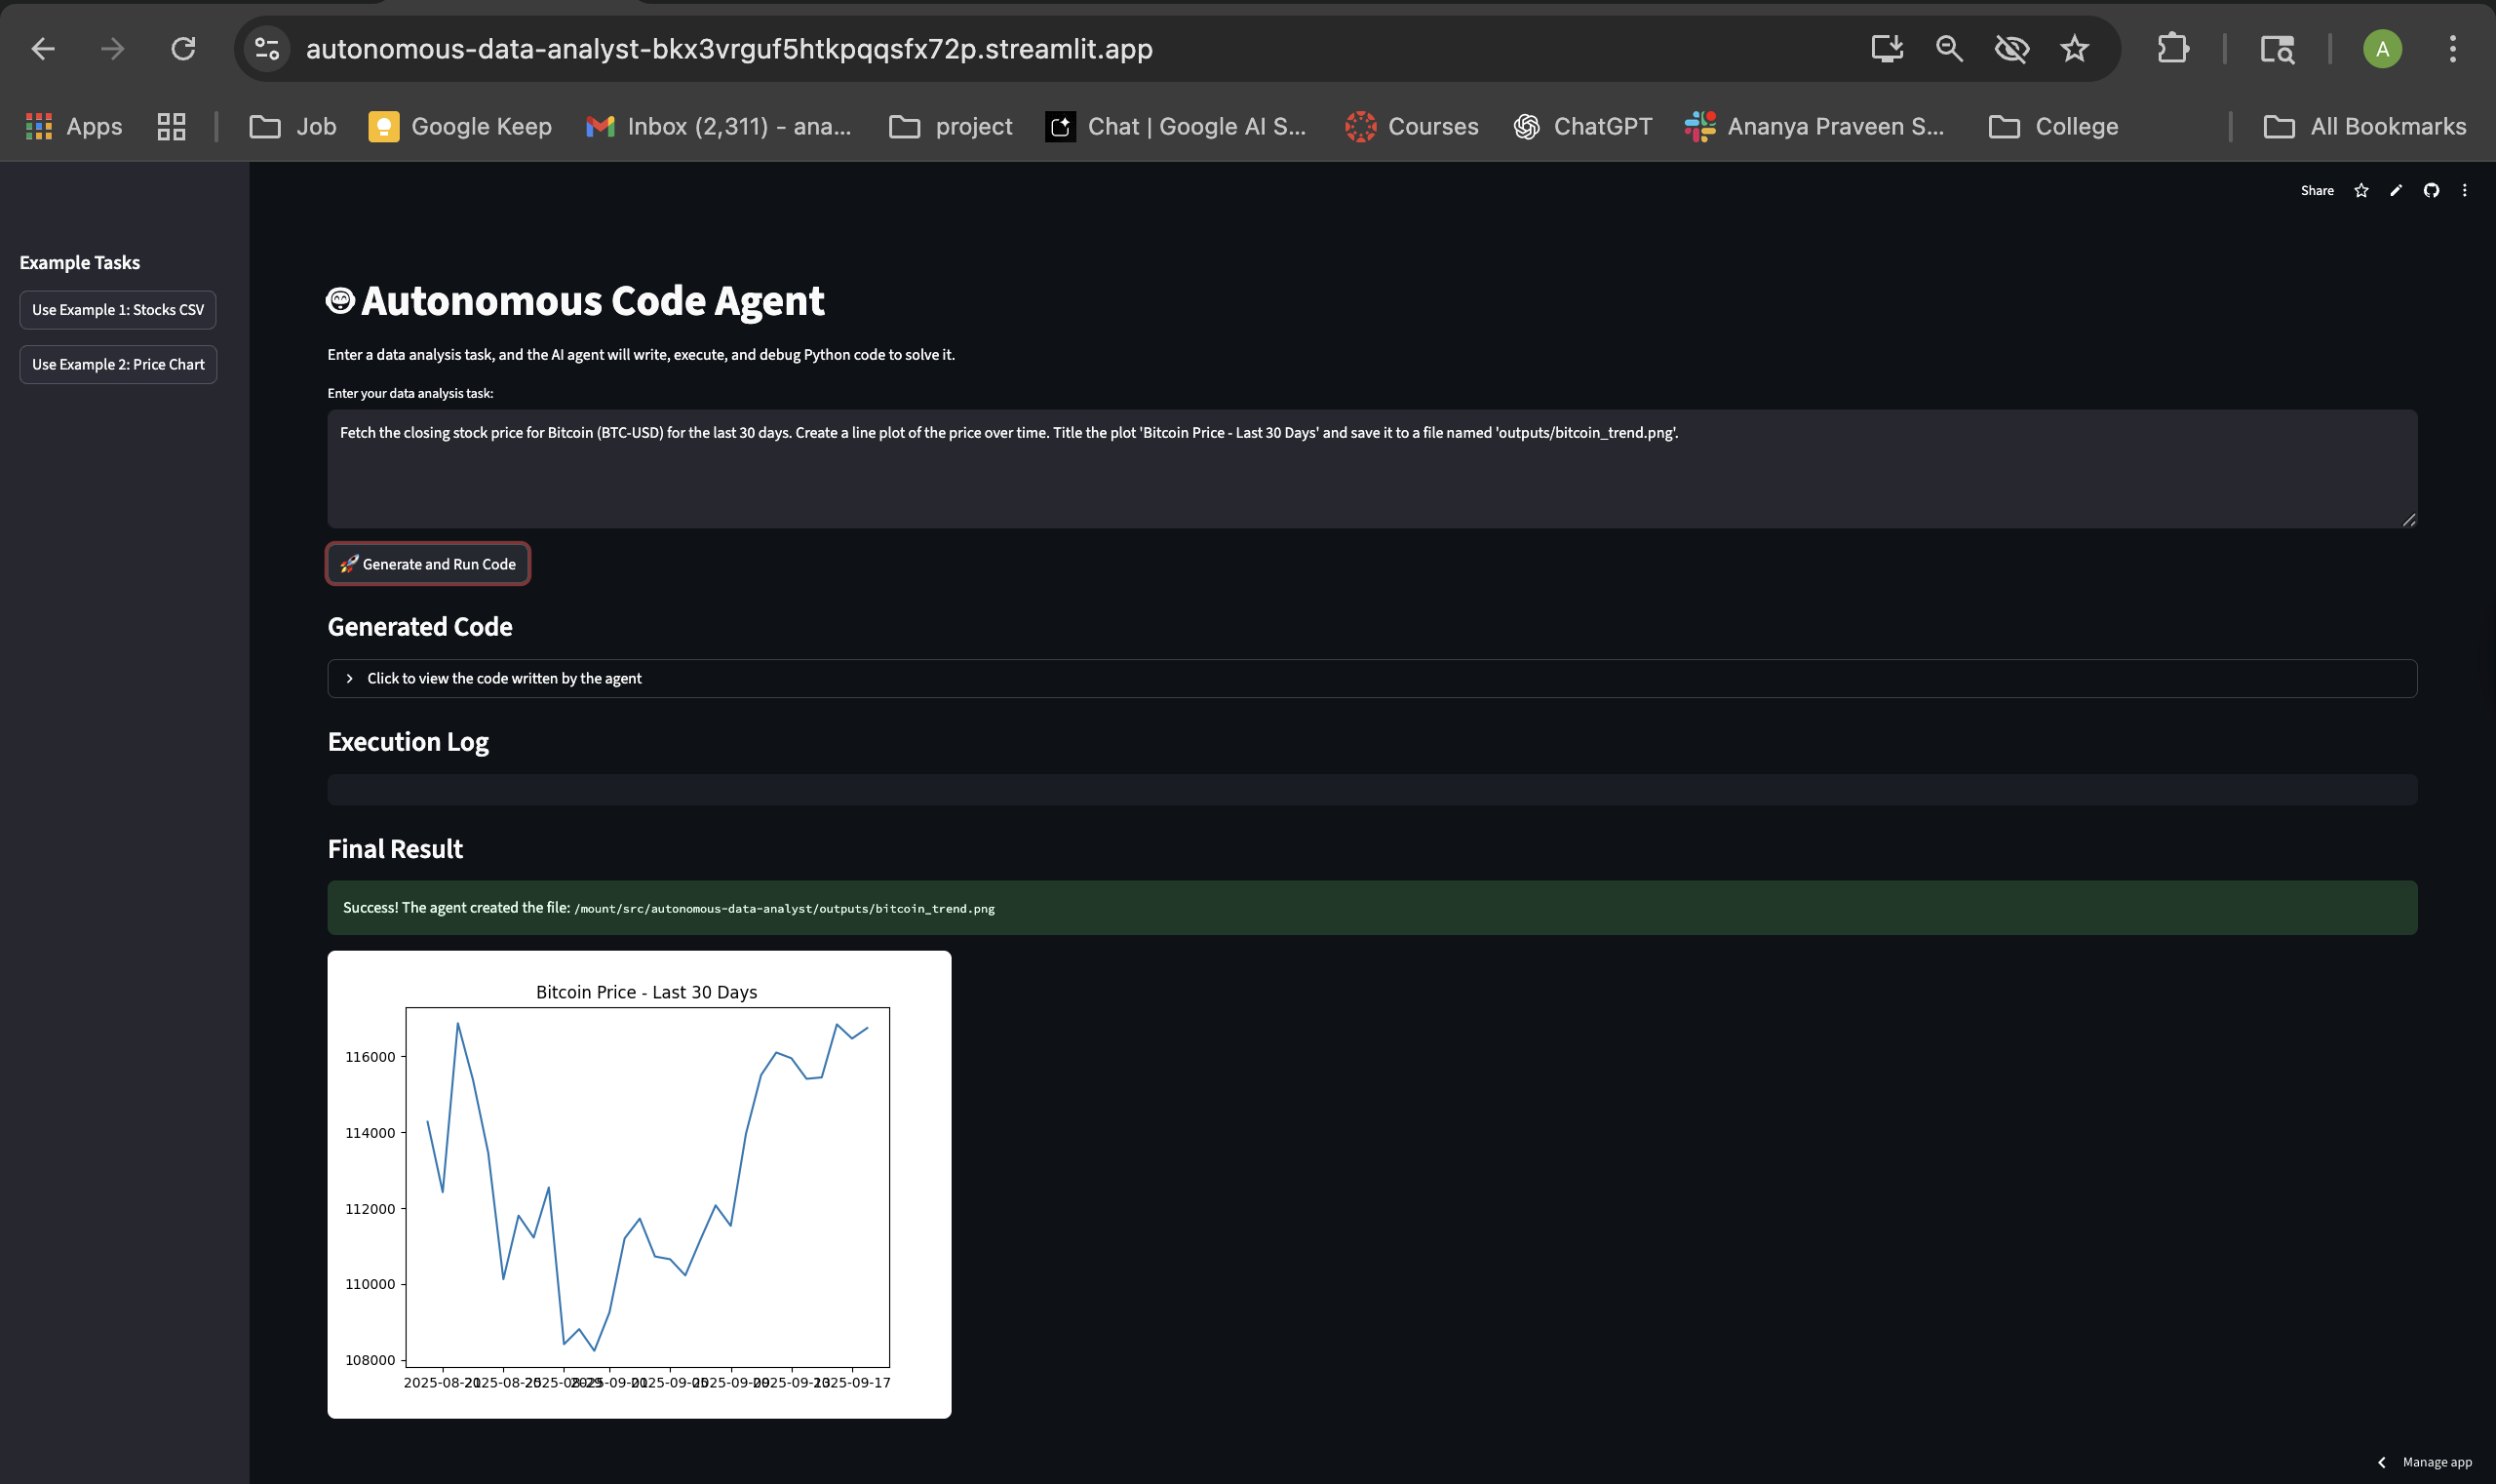 autonomous-data-analyst-bkx3vrguf5htkpqqsfx72p.streamlit.app
A
Apps
Job
Google Keep
Inbox (2,311) - ana...
project
Chat | Google AI S...
Courses
ChatGPT
Ananya Praveen S...
College
All Bookmarks
Share
Example Tasks
Use Example 1: Stocks CSV
Use Example 2: Price Chart
Autonomous Code Agent
Enter a data analysis task, and the AI agent will write, execute, and debug Python code to solve it.
Enter your data analysis task:
Fetch the closing stock price for Bitcoin (BTC-USD) for the last 30 days. Create a line plot of the price over time. Title the plot 'Bitcoin Price - Last 30 Days' and save it to a file named 'outputs/bitcoin_trend.png'.
Generate and Run Code
Generated Code
Click to view the code written by the agent
Execution Log
Final Result
Success! The agent created the file: /mount/src/autonomous-data-analyst/outputs/bitcoin_trend.png
Bitcoin Price - Last 30 Days
116000
114000
112000
110000
108000
2025-08-21 2025-08-25 2025-08-29 2025-09-01 2025-09-05 2025-09-09 2025-09-13 2025-09-17
Manage app